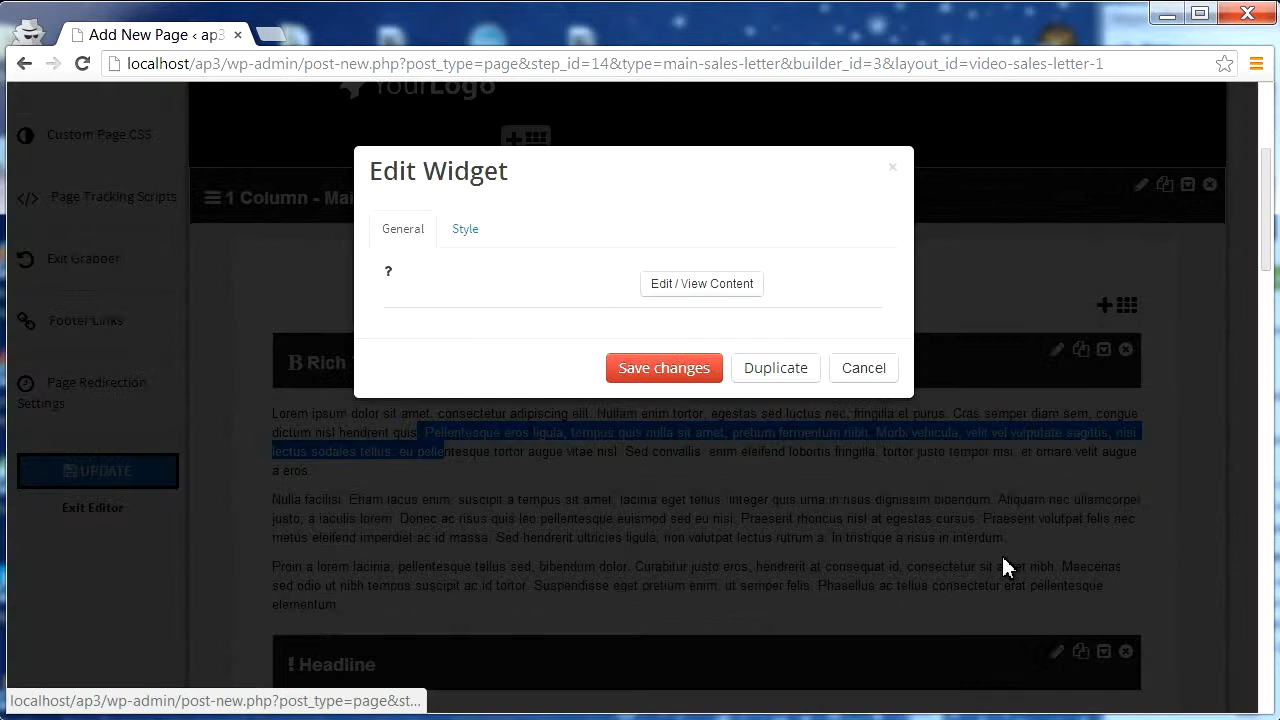 Add New Page ‹ ap3
localhost/ap3/wp-admin/post-new.php?post_type=page&step_id=14&type=main-sales-letter&builder_id=3&layout_id=video-sales-letter-1
YourLogo
Custom Page CSS
Page Tracking Scripts
Exit Grabber
Footer Links
Page Redirection
Settings
UPDATE
Exit Editor
1 Column - Mai
Edit Widget
×
General
Style
?
Edit / View Content
Save changes
Duplicate
Cancel
B Rich
Lorem ipsum dolor sit amet, consectetur adipiscing elit. Nullam enim tortor, egestas sed luctus nec, fringilla et purus. Cras semper diam sem, congue
dictum nisl hendrerit quis. Pellentesque eros ligula, tempus quis nulla sit amet, pretium fermentum nibh. Morbi vehicula, velit vel vulputate sagittis, nisi
lectus sodales tellus, eu pellentesque tortor augue vitae nisl. Sed convallis, enim eleifend lobortis fringilla, tortor justo tempor nisi, et ornare velit augue
a eros.
Nulla facilisi. Etiam lacus enim, suscipit a tempus sit amet, lacinia eget tellus. Integer quis urna in risus dignissim bibendum. Aliquam nec ullamcorper
justo, a iaculis lorem. Donec ac risus quis leo pellentesque euismod sed eu nisi. Praesent rhoncus nisl at egestas cursus. Praesent volutpat felis nec
metus eleifend imperdiet ac id massa. Sed hendrerit ultricies ligula, non volutpat lectus rutrum a. In tristique a risus in interdum.
Proin a lorem lacinia, pellentesque tellus sed, bibendum dolor. Curabitur justo eros, hendrerit at consequat id, consectetur sit amet nibh. Maecenas
sed non ut nibh tempus suscipit ac id tortor. Suspendisse eget pretium enim, ut semper felis. Phasellus ac tellus consectetur erat pellentesque
elementum.
! Headline
localhost/ap3/wp-admin/post-new.php?post_type=page&st...